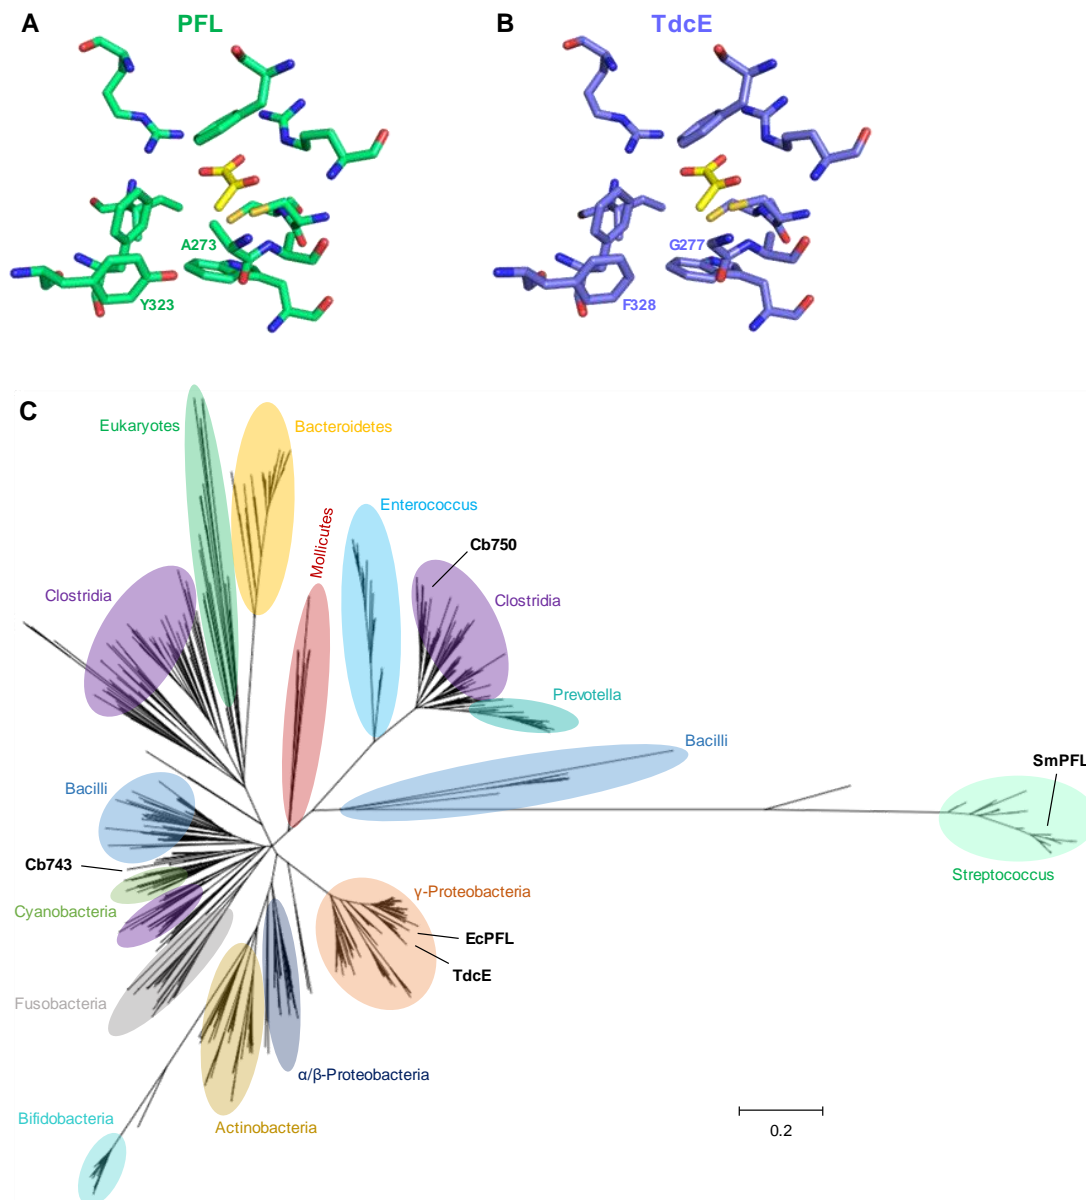 A
PFL
B
TdcE
A273
Y323
G277
F328
C
Eukaryotes
Bacteroidetes
Mollicutes
Enterococcus
Cb750
Clostridia
Clostridia
Prevotella
Bacilli
SmPFL
Bacilli
Cb743
Cyanobacteria
Streptococcus
γ-Proteobacteria
EcPFL
TdcE
Fusobacteria
α/β-Proteobacteria
Bifidobacteria
Actinobacteria
0.2